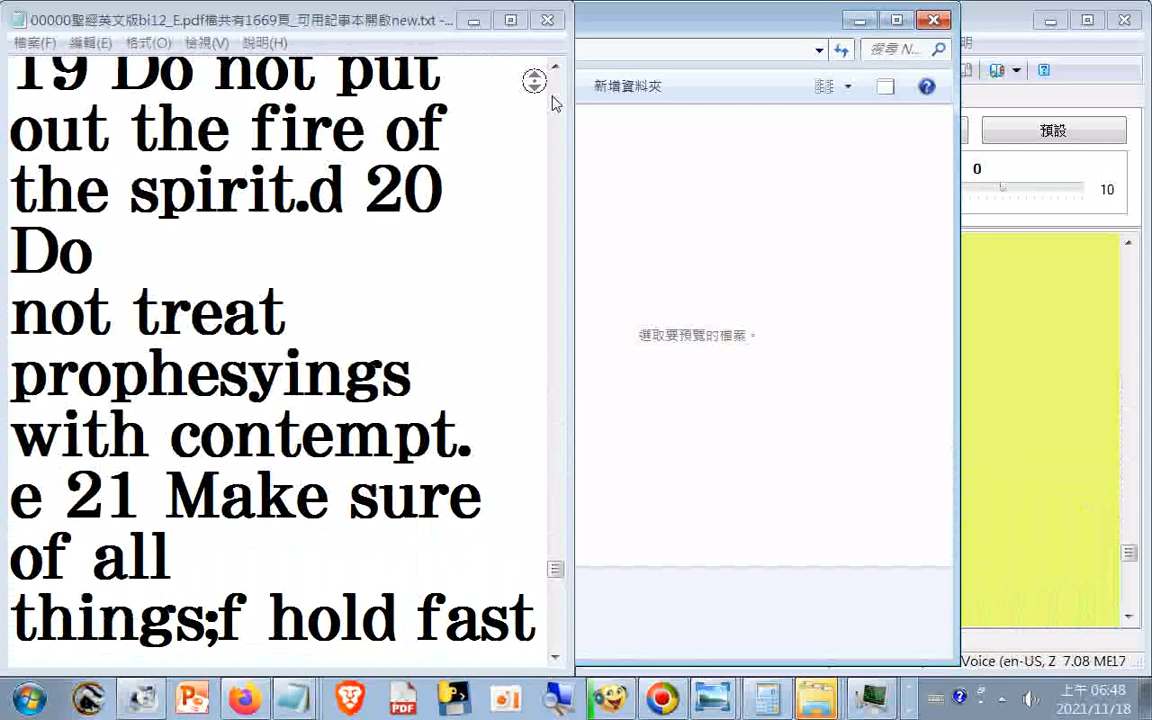 00000聖經英文版bi12_E.pdf檔共有1669頁_可用記事本開啟new.txt -...
檔案(F) 編輯(E) 格式(O) 檢視(V) 說明(H)
19 Do not put
out the fire of
the spirit.d 20
Do
not treat
prophesyings
with contempt.
e 21 Make sure
of all
things;f hold fast
搜尋 N...
新增資料夾
選取要預覽的檔案。
明
預設
0
10
Voice (en-US, Z 7.08 ME17
PDF
上午 06:48
2021/11/18